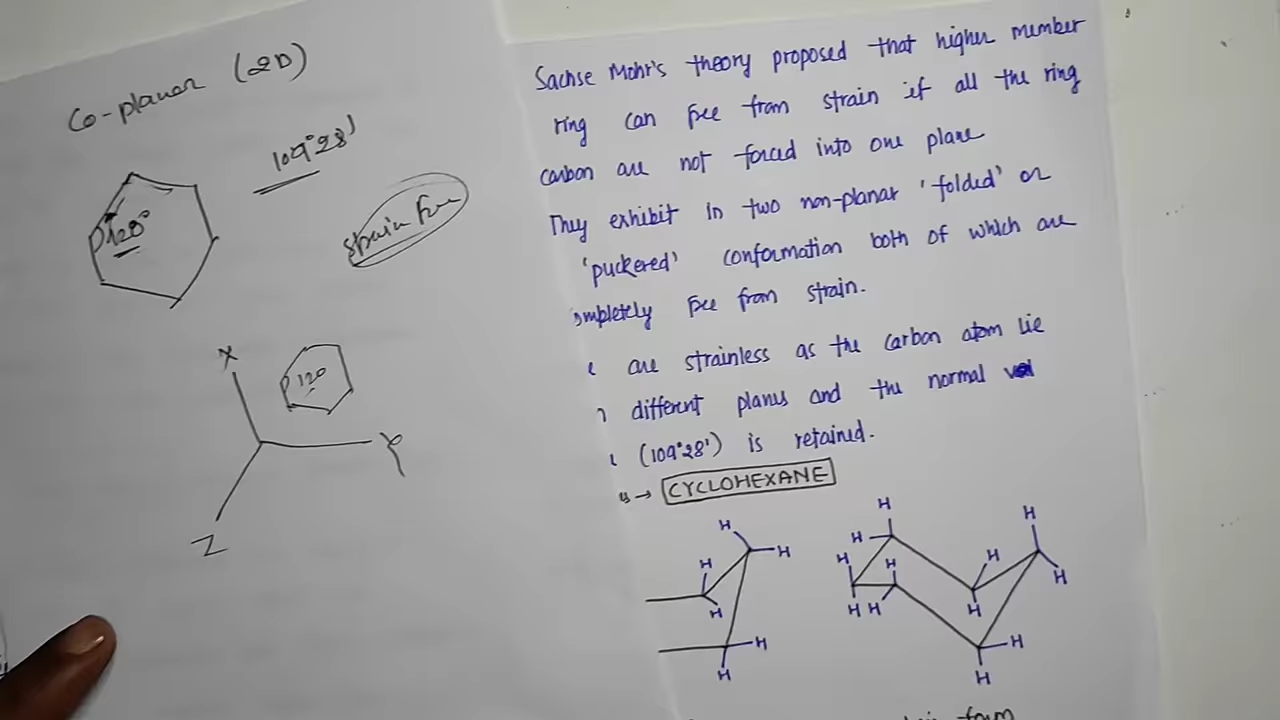 Co-planar (2D)
109°28'
120°
Strain Free
X
120
Y
Z
Sachse Mohr's theory proposed that higher member
ring can free from strain if all the ring
carbon are not forced into one plane
They exhibit in two non-planar 'folded' or
'puckered' conformation both of which are
ompletely free from strain.
are strainless as the carbon atom lie
different planes and the normal
(109°28') is retained.
→ CYCLOHEXANE
H H
H
H
H
H
H
H
H
H
H
H H
H
H
H
H
H
H
H
form